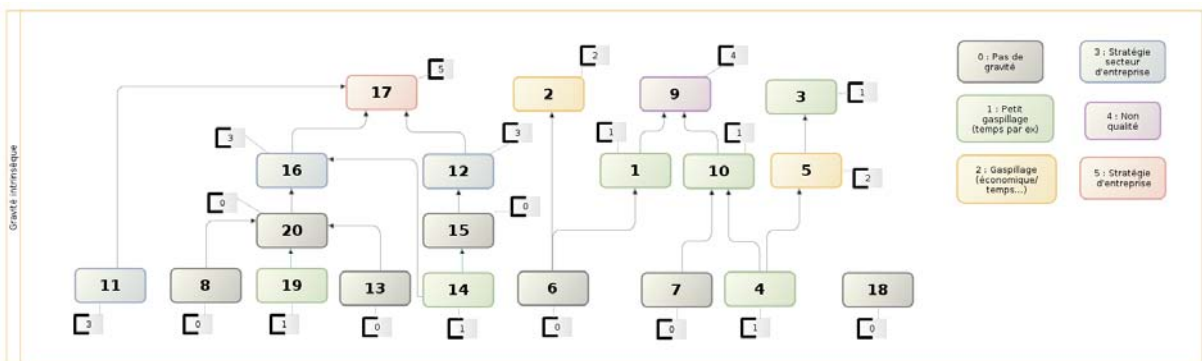 Gravité intrinsèque
5
2
4
17
2
9
3
1
3
3
1
1
16
12
1
10
5
2
0
0
20
15
11
8
19
13
14
6
7
4
18
3
0
1
0
1
0
0
1
0
0 : Pas de
gravité
3 : Stratégie
secteur
d'entreprise
1 : Petit
gaspillage
(temps par ex)
4 : Non
qualité
2 : Gaspillage
(économique/
temps...)
5 : Stratégie
d'entreprise